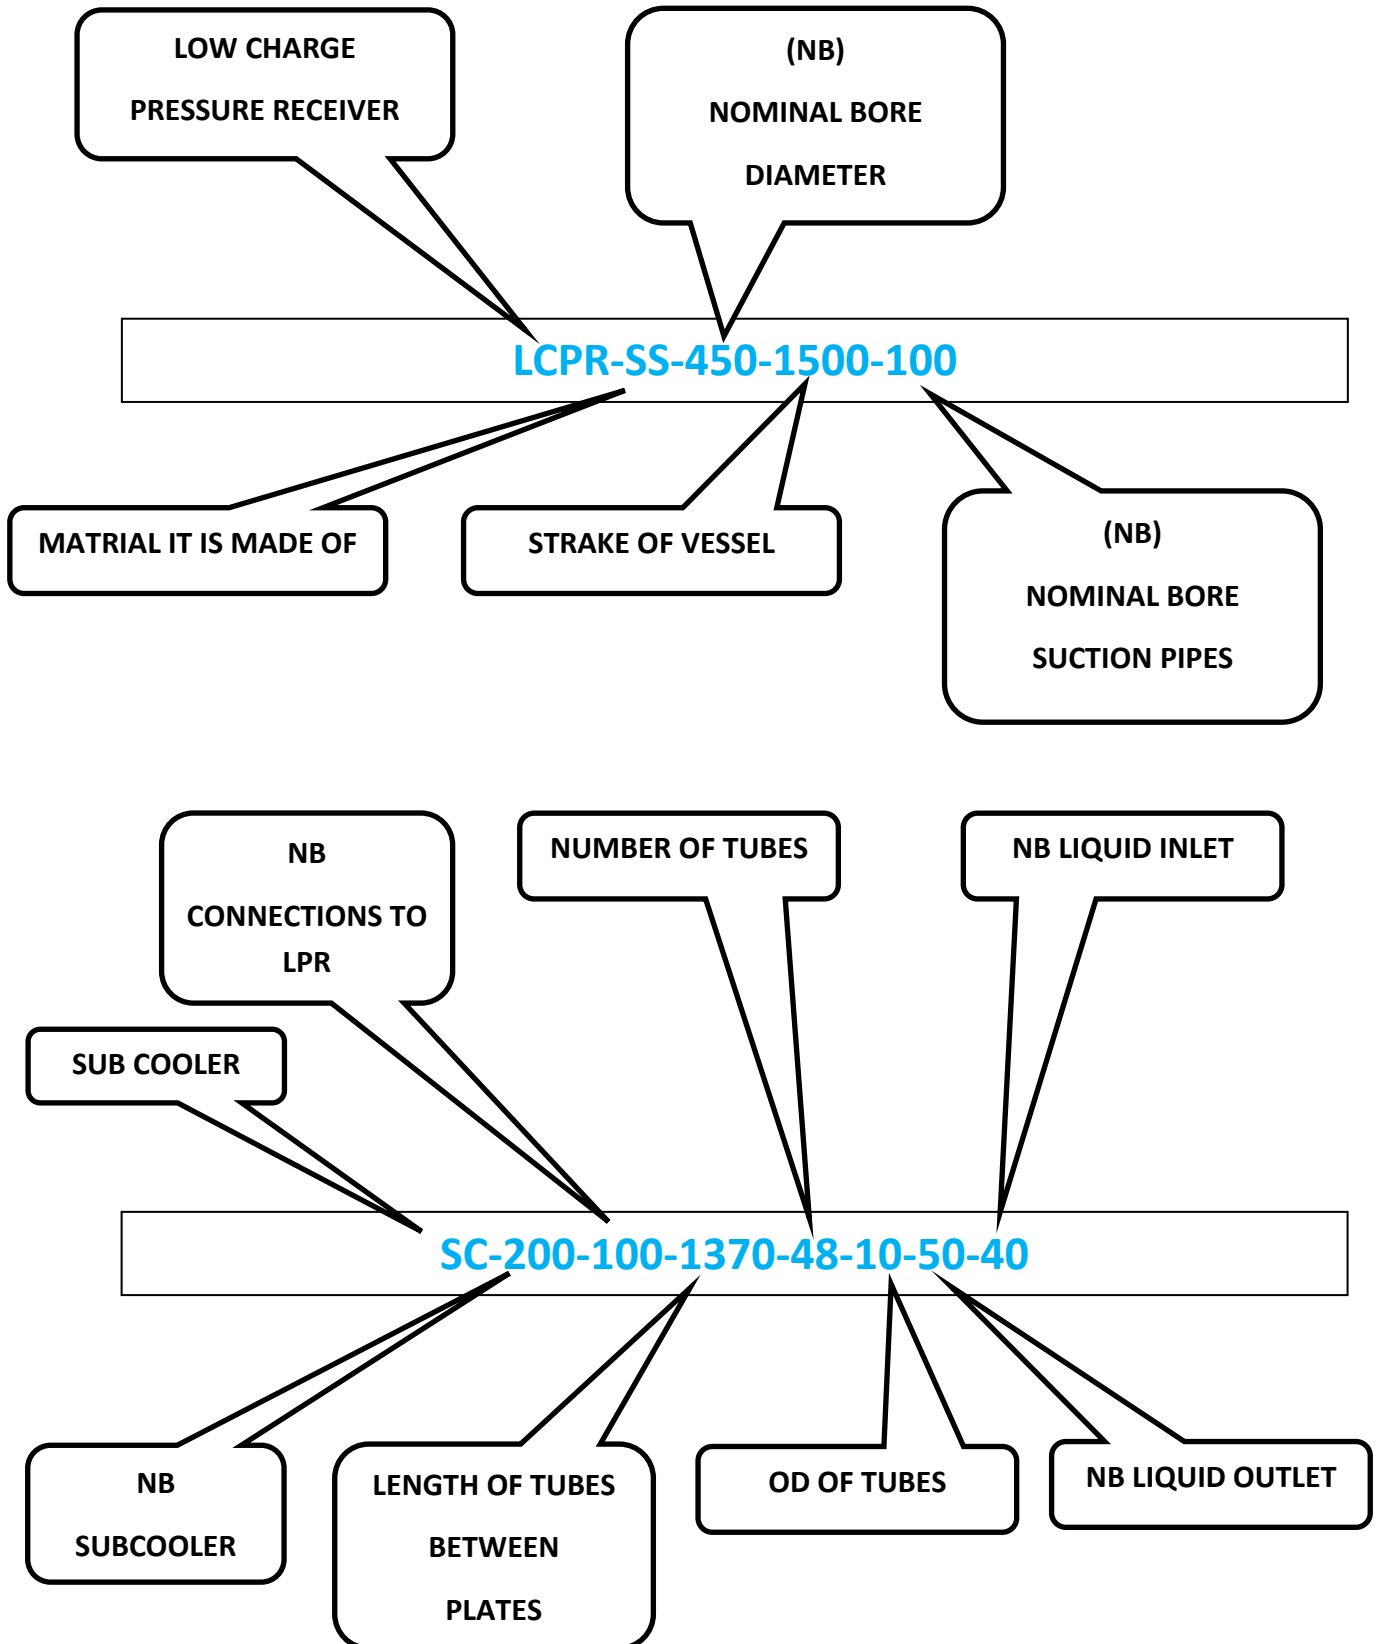 LOW CHARGE
PRESSURE RECEIVER
(NB)
NOMINAL BORE
DIAMETER
LCPR-SS-450-1500-100
MATRIAL IT IS MADE OF
STRAKE OF VESSEL
(NB)
NOMINAL BORE
SUCTION PIPES
NB
CONNECTIONS TO
LPR
NUMBER OF TUBES
NB LIQUID INLET
SUB COOLER
SC-200-100-1370-48-10-50-40
NB
SUBCOOLER
LENGTH OF TUBES
BETWEEN
PLATES
OD OF TUBES
NB LIQUID OUTLET